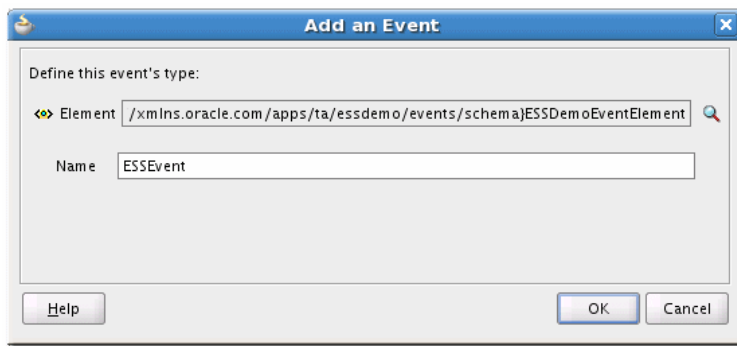 Add an Event
Define this event's type:
Element /xmlns.oracle.com/apps/ta/essdemo/events/schema}ESSDemoEventElement
Name ESSEvent
Help OK Cancel